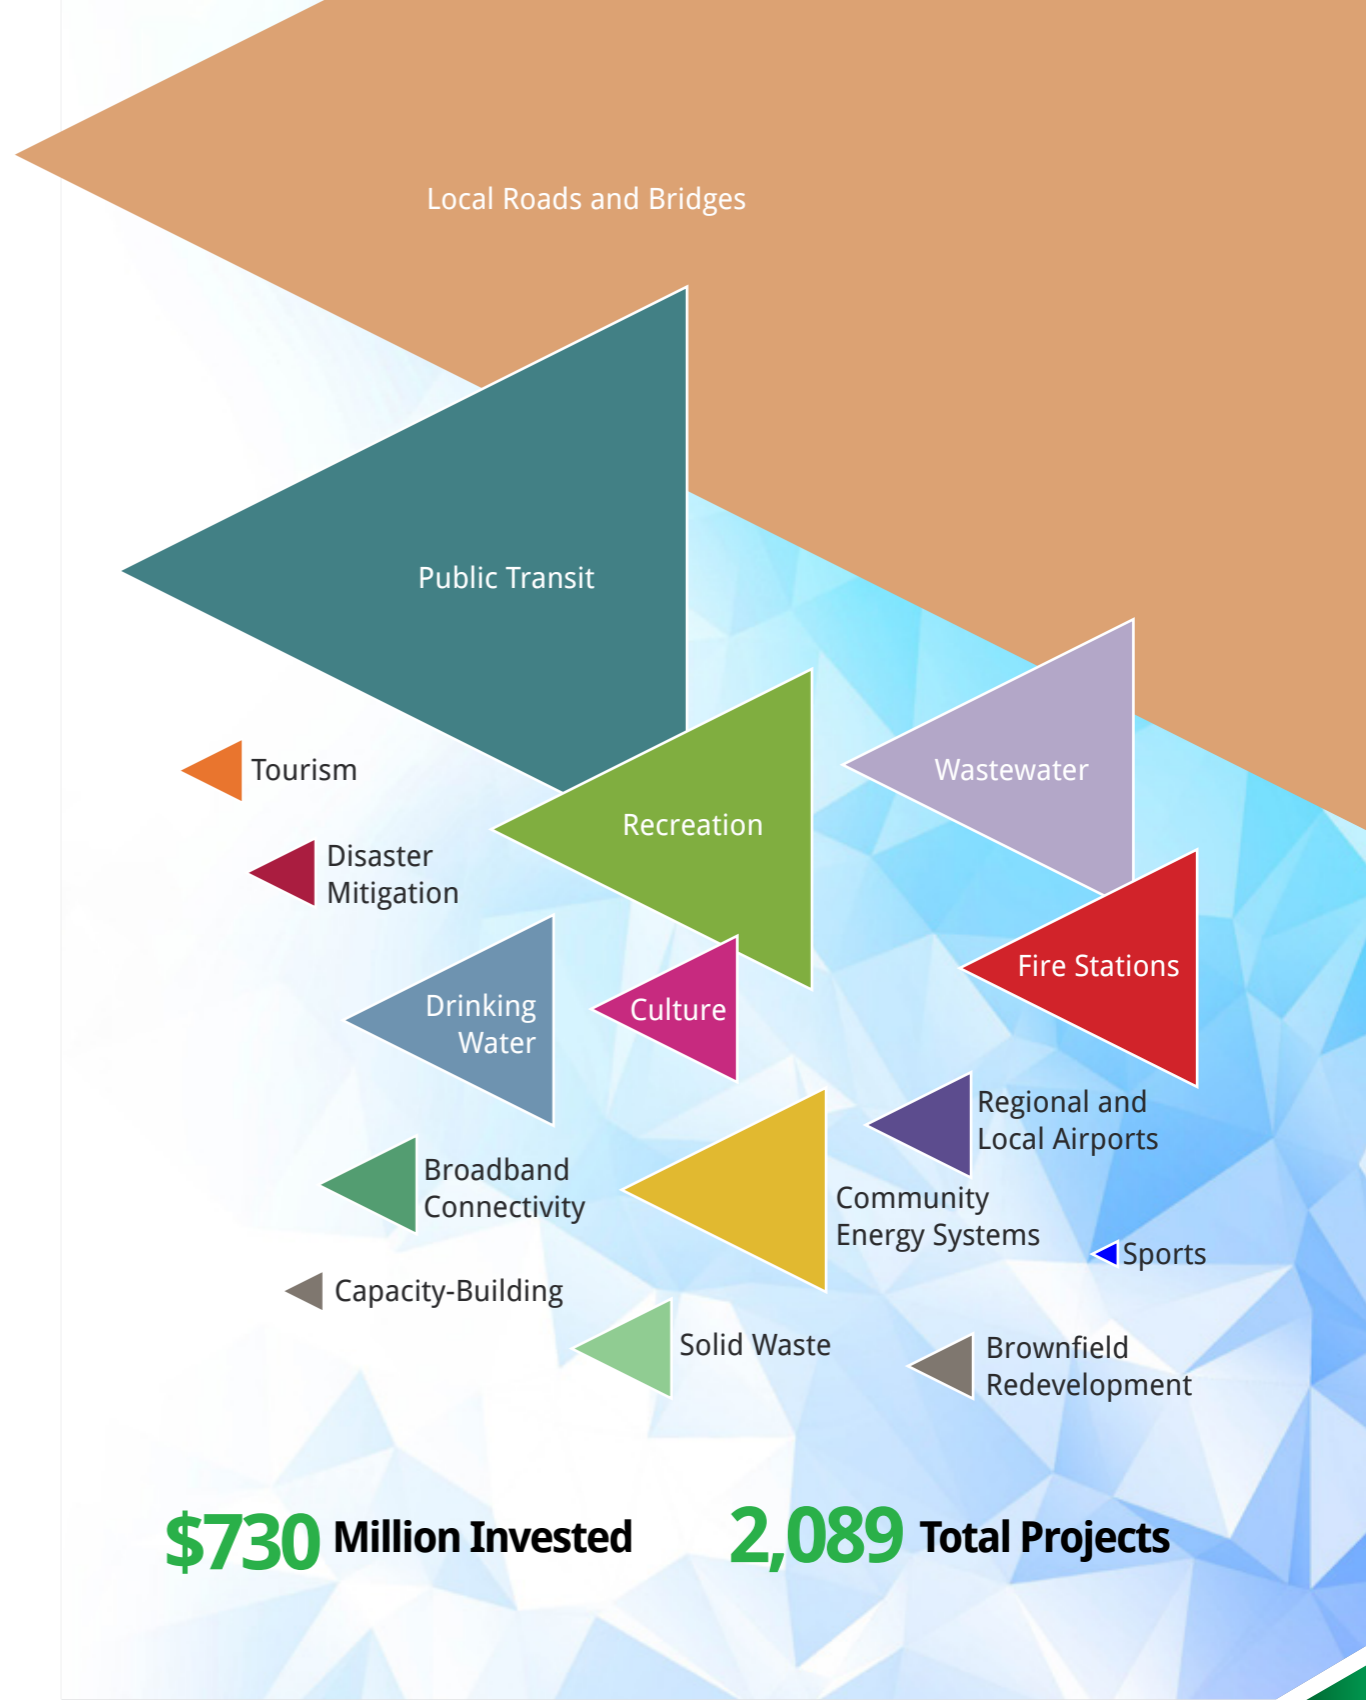 Local Roads and Bridges
Public Transit
Wastewater
Tourism
Recreation
Disaster
Mitigation
Fire Stations
Drinking
Water
Culture
Regional and
Local Airports
Broadband
Connectivity
Community
Energy Systems
Sports
Capacity-Building
Solid Waste
Brownfield
Redevelopment
$730 Million Invested
2,089 Total Projects